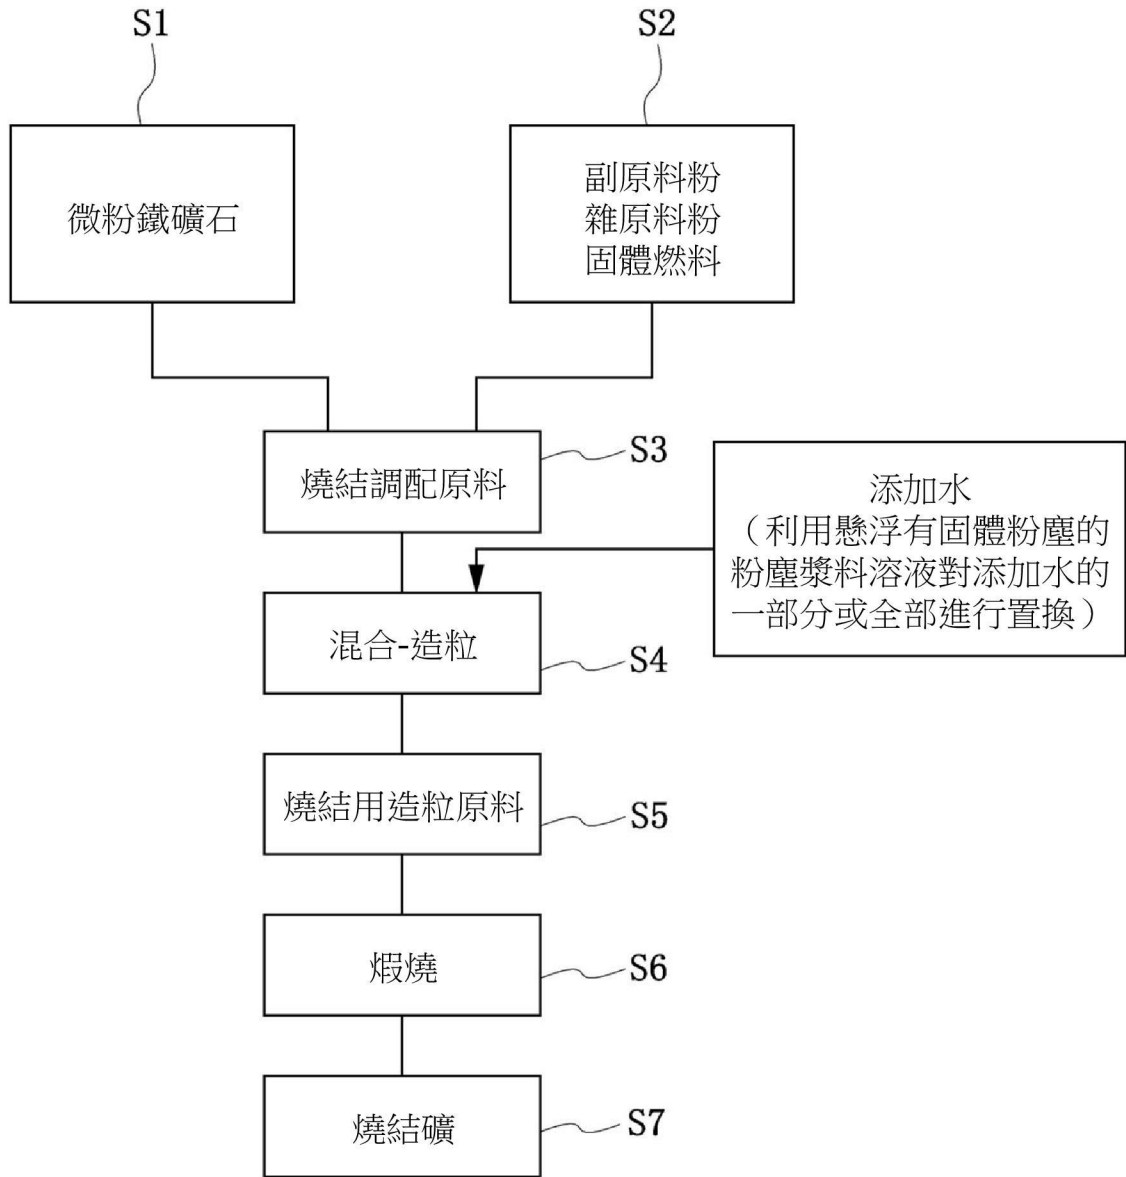 S1
S2
微粉鐵礦石
副原料粉
雜原料粉
固體燃料
燒結調配原料
S3
添加水
（利用懸浮有固體粉塵的
粉塵漿料溶液對添加水的
一部分或全部進行置換）
混合-造粒
S4
燒結用造粒原料
S5
煆燒
S6
燒結礦
S7